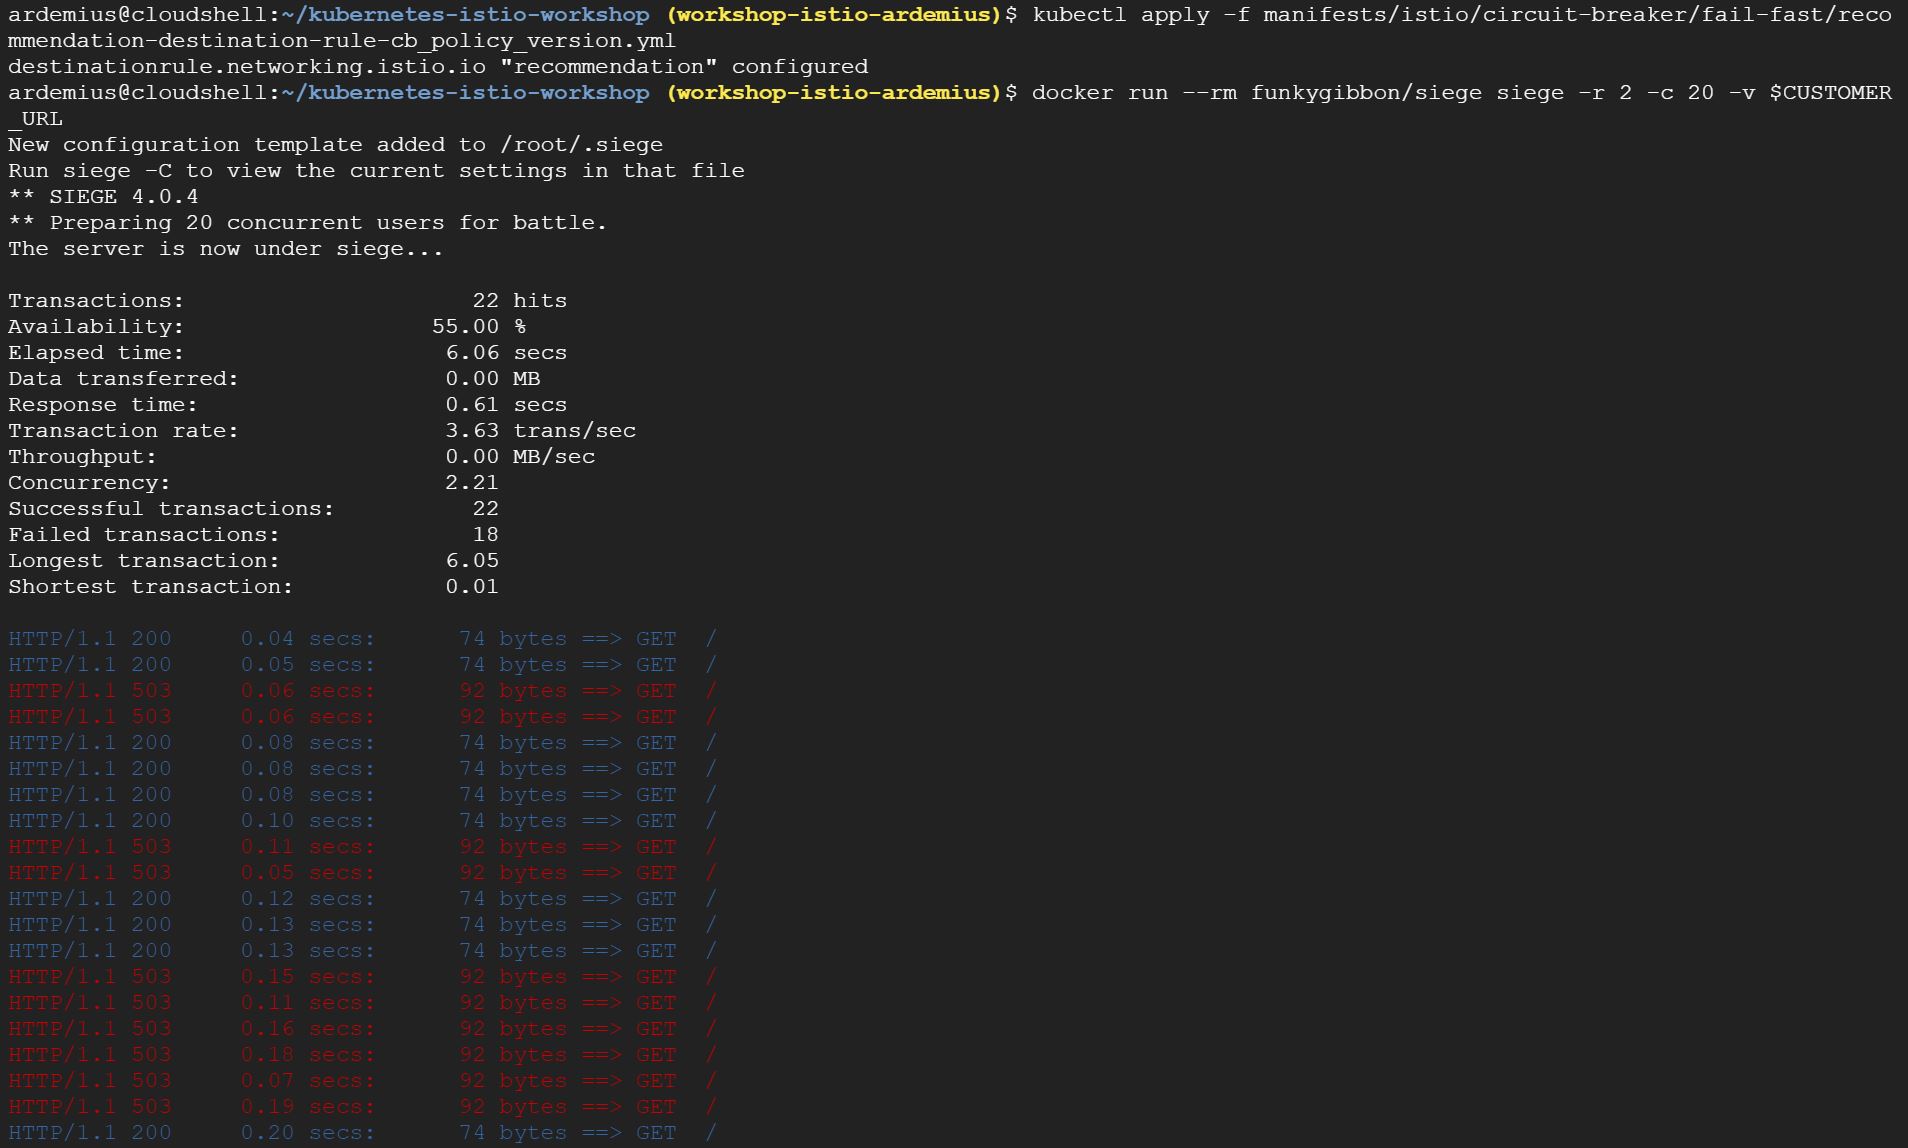 ardemius@cloudshell:~/kubernetes-istio-workshop (workshop-istio-ardemius)$ kubectl apply -f manifests/istio/circuit-breaker/fail-fast/reco
mmendation-destination-rule-cb_policy_version.yml
destinationrule.networking.istio.io "recommendation" configured
ardemius@cloudshell:~/kubernetes-istio-workshop (workshop-istio-ardemius)$ docker run --rm funkygibbon/siege siege -r 2 -c 20 -v $CUSTOMER
_URL
New configuration template added to /root/.siege
Run siege -C to view the current settings in that file
** SIEGE 4.0.4
** Preparing 20 concurrent users for battle.
The server is now under siege...
Transactions: 22 hits
Availability: 55.00 %
Elapsed time: 6.06 secs
Data transferred: 0.00 MB
Response time: 0.61 secs
Transaction rate: 3.63 trans/sec
Throughput: 0.00 MB/sec
Concurrency: 2.21
Successful transactions: 22
Failed transactions: 18
Longest transaction: 6.05
Shortest transaction: 0.01
HTTP/1.1 200 0.04 secs: 74 bytes ==> GET /
HTTP/1.1 200 0.05 secs: 74 bytes ==> GET /
HTTP/1.1 503 0.06 secs: 92 bytes ==> GET /
HTTP/1.1 503 0.06 secs: 92 bytes ==> GET /
HTTP/1.1 200 0.08 secs: 74 bytes ==> GET /
HTTP/1.1 200 0.08 secs: 74 bytes ==> GET /
HTTP/1.1 200 0.08 secs: 74 bytes ==> GET /
HTTP/1.1 200 0.10 secs: 74 bytes ==> GET /
HTTP/1.1 503 0.11 secs: 92 bytes ==> GET /
HTTP/1.1 503 0.05 secs: 92 bytes ==> GET /
HTTP/1.1 200 0.12 secs: 74 bytes ==> GET /
HTTP/1.1 200 0.13 secs: 74 bytes ==> GET /
HTTP/1.1 200 0.13 secs: 74 bytes ==> GET /
HTTP/1.1 503 0.15 secs: 92 bytes ==> GET /
HTTP/1.1 503 0.11 secs: 92 bytes ==> GET /
HTTP/1.1 503 0.16 secs: 92 bytes ==> GET /
HTTP/1.1 503 0.18 secs: 92 bytes ==> GET /
HTTP/1.1 503 0.07 secs: 92 bytes ==> GET /
HTTP/1.1 503 0.19 secs: 92 bytes ==> GET /
HTTP/1.1 200 0.20 secs: 74 bytes ==> GET /